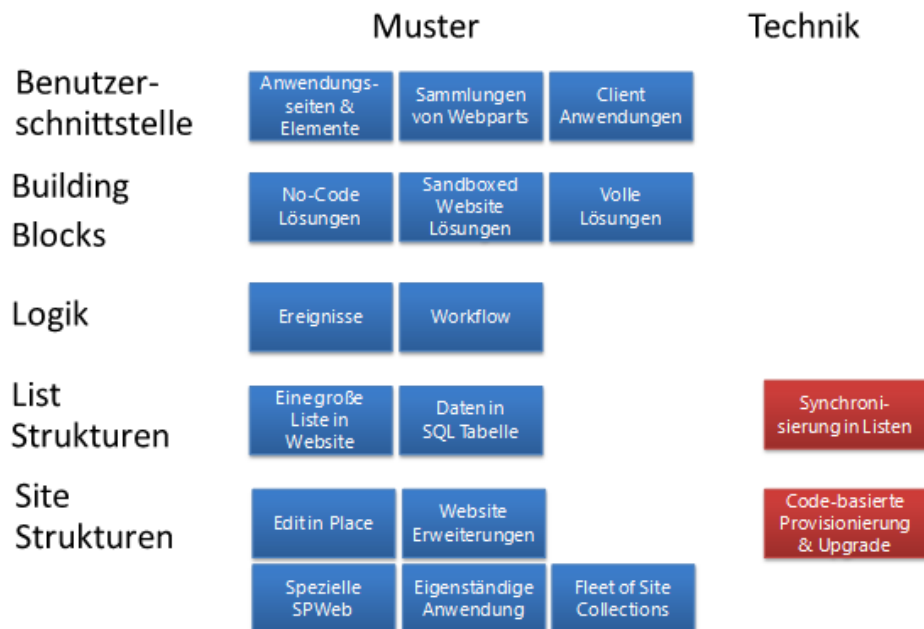 Muster Technik
Benutzer-
schnittstelle
Anwendungs-
seiten &
Elemente
Sammlungen
von Webparts
Client
Anwendungen
Building
Blocks
No-Code
Lösungen
Sandboxed
Website
Lösungen
Volle
Lösungen
Logik
Ereignisse
Workflow
List
Strukturen
Eine große
Liste in
Website
Daten in
SQL Tabelle
Synchroni-
sierung in Listen
Site
Strukturen
Edit in Place
Website
Erweiterungen
Code-basierte
Provisionierung
& Upgrade
Spezielle
SPWeb
Eigenständige
Anwendung
Fleet of Site
Collections